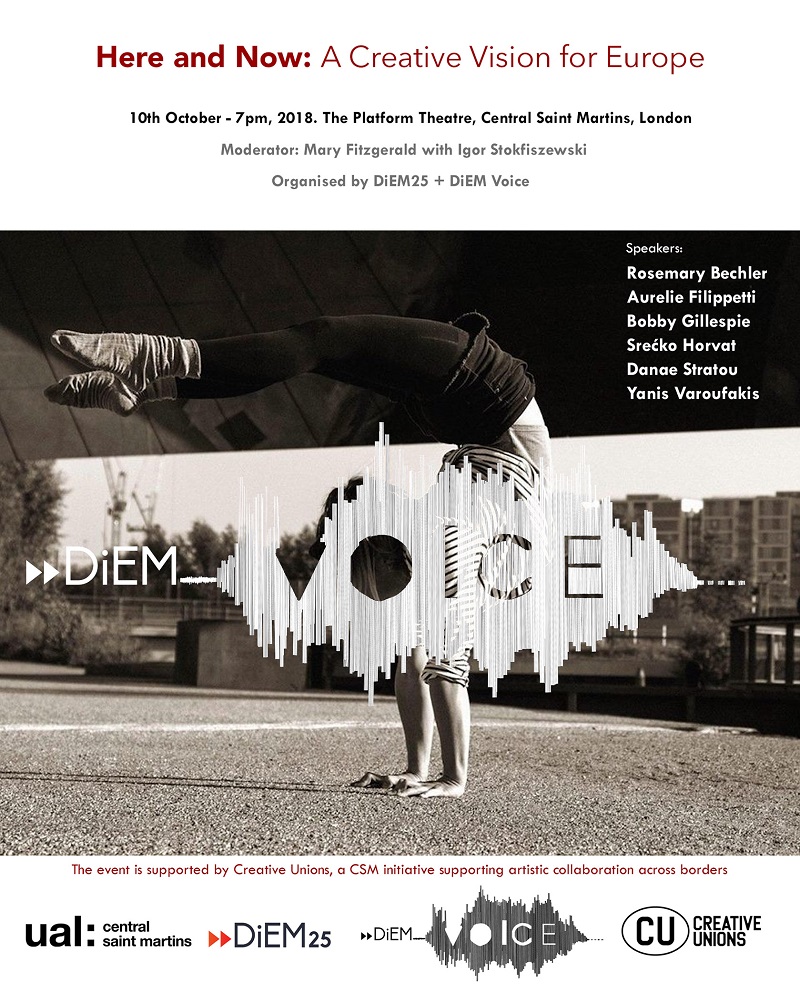 Here and Now: A Creative Vision for Europe
10th October - 7pm, 2018. The Platform Theatre, Central Saint Martins, London
Moderator: Mary Fitzgerald with Igor Stokfiszewski
Organised by DiEM25 + DiEM Voice
Speakers:
Rosemary Bechler
Aurelie Filippetti
Bobby Gillespie
Srećko Horvat
Danae Stratou
Yanis Varoufakis
DiEM VOICE
The event is supported by Creative Unions, a CSM initiative supporting artistic collaboration across borders
ual: central
saint martins
DiEM25
DiEM VOICE
CU CREATIVE
UNIONS